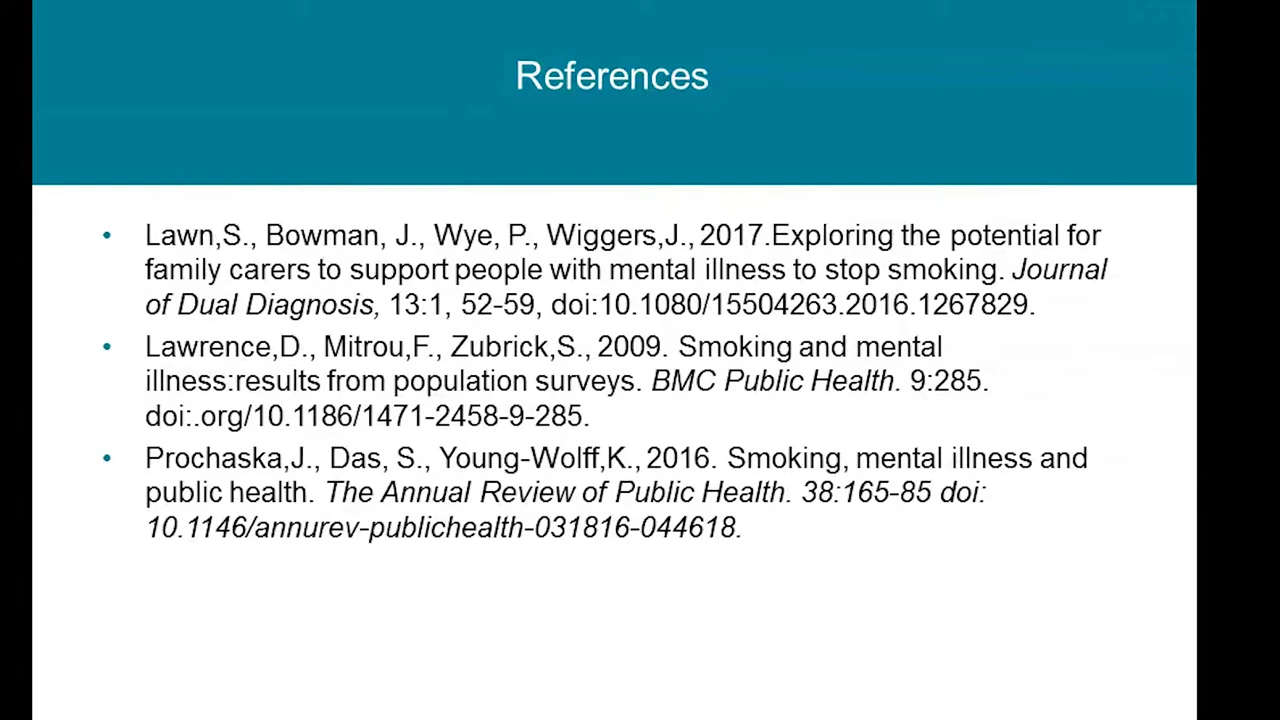 References
• Lawn,S., Bowman, J., Wye, P., Wiggers,J., 2017.Exploring the potential for
family carers to support people with mental illness to stop smoking. Journal
of Dual Diagnosis, 13:1, 52-59, doi:10.1080/15504263.2016.1267829.
• Lawrence,D., Mitrou,F., Zubrick,S., 2009. Smoking and mental
illness:results from population surveys. BMC Public Health. 9:285.
doi:.org/10.1186/1471-2458-9-285.
• Prochaska,J., Das, S., Young-Wolff,K., 2016. Smoking, mental illness and
public health. The Annual Review of Public Health. 38:165-85 doi:
10.1146/annurev-publichealth-031816-044618.